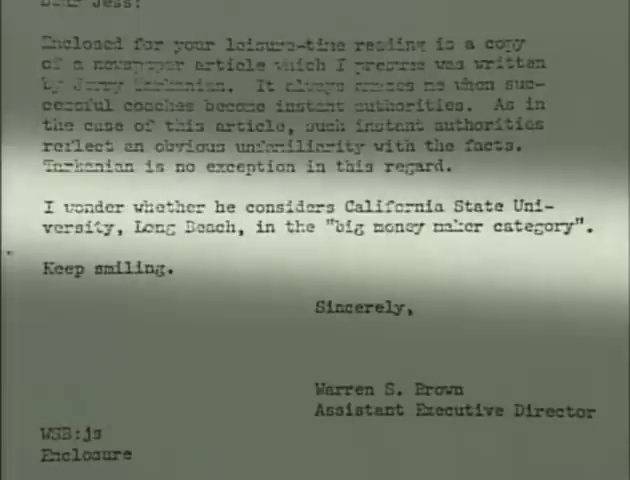 Dear Jess:
Enclosed for your leisure-time reading is a copy
of a newspaper article which I presume was written
by Jerry Tarkanian. It always amazes me when suc-
cessful coaches become instant authorities. As in
the case of this article, such instant authorities
reflect an obvious unfamiliarity with the facts.
Tarkanian is no exception in this regard.
I wonder whether he considers California State Uni-
versity, Long Beach, in the "big money maker category".
Keep smiling.
Sincerely,
Warren S. Brown
Assistant Executive Director
WSB:js
Enclosure